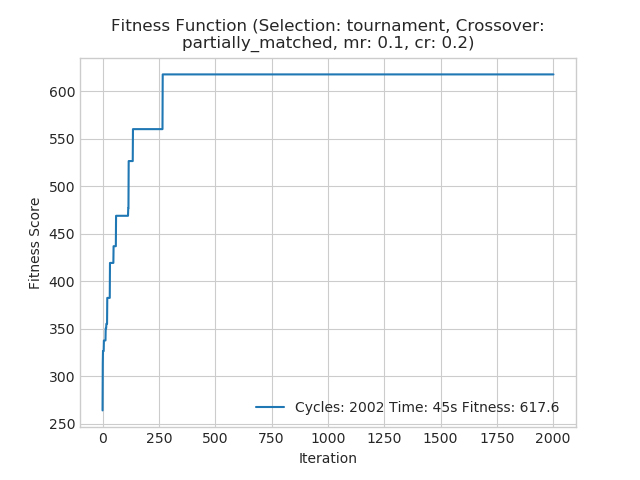 Fitness Function (Selection: tournament, Crossover:
partially_matched, mr: 0.1, cr: 0.2)
Fitness Score
600
550
500
450
400
350
300
250
Cycles: 2002 Time: 45s Fitness: 617.6
0 250 500 750 1000 1250 1500 1750 2000
Iteration